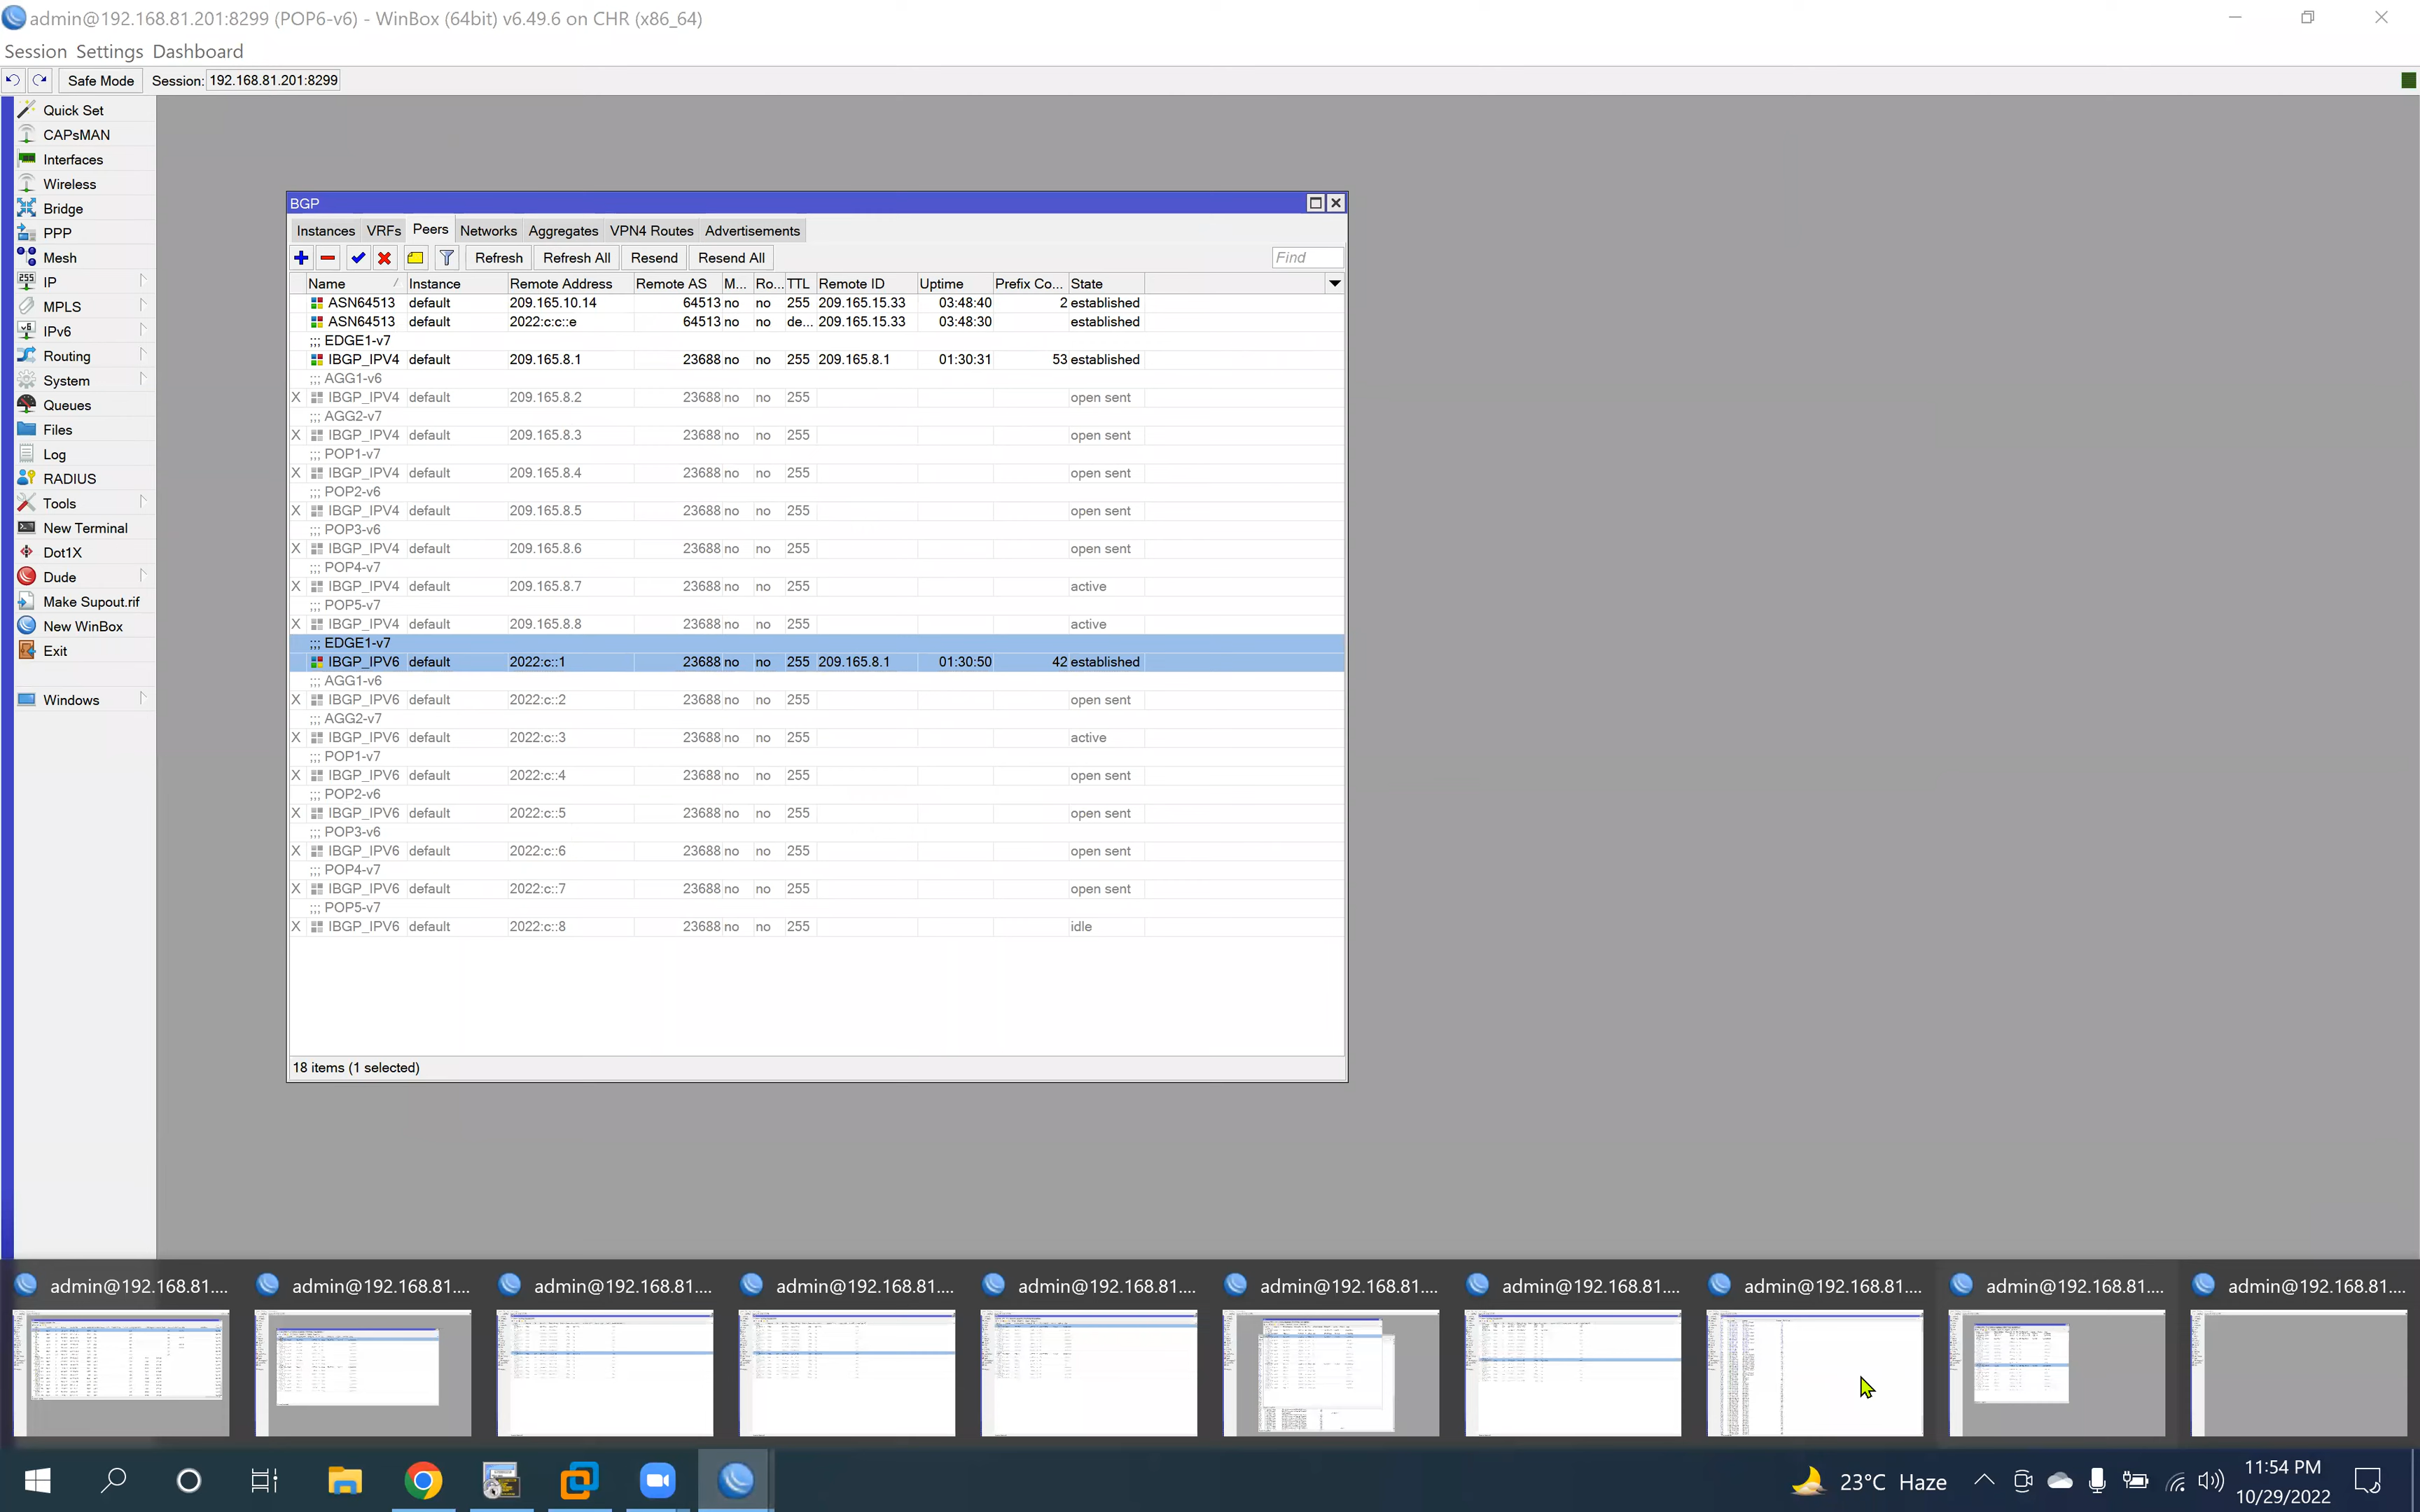 admin@192.168.81.201:8299 (POP6-v6) - WinBox (64bit) v6.49.6 on CHR (x86_64)
Session Settings Dashboard
Safe Mode Session: 192.168.81.201:8299
Quick Set
CAPsMAN
Interfaces
Wireless
Bridge
PPP
Mesh
IP
MPLS
IPv6
Routing
System
Queues
Files
Log
RADIUS
Tools
New Terminal
Dot1X
Dude
Make Supout.rif
New WinBox
Exit
Windows
BGP
Instances VRFs Peers Networks Aggregates VPN4 Routes Advertisements
Refresh Refresh All Resend Resend All Find
Name / Instance Remote Address Remote AS M... Ro... TTL Remote ID Uptime Prefix Co... State
ASN64513 default 209.165.10.14 64513 no no 255 209.165.15.33 03:48:40 2 established
ASN64513 default 2022:c:c::e 64513 no no de... 209.165.15.33 03:48:30 established
;;; EDGE1-v7
IBGP_IPV4 default 209.165.8.1 23688 no no 255 209.165.8.1 01:30:31 53 established
;;; AGG1-v6
X IBGP_IPV4 default 209.165.8.2 23688 no no 255 open sent
;;; AGG2-v7
X IBGP_IPV4 default 209.165.8.3 23688 no no 255 open sent
;;; POP1-v7
X IBGP_IPV4 default 209.165.8.4 23688 no no 255 open sent
;;; POP2-v6
X IBGP_IPV4 default 209.165.8.5 23688 no no 255 open sent
;;; POP3-v6
X IBGP_IPV4 default 209.165.8.6 23688 no no 255 open sent
;;; POP4-v7
X IBGP_IPV4 default 209.165.8.7 23688 no no 255 active
;;; POP5-v7
X IBGP_IPV4 default 209.165.8.8 23688 no no 255 active
;;; EDGE1-v7
IBGP_IPV6 default 2022:c::1 23688 no no 255 209.165.8.1 01:30:50 42 established
;;; AGG1-v6
X IBGP_IPV6 default 2022:c::2 23688 no no 255 open sent
;;; AGG2-v7
X IBGP_IPV6 default 2022:c::3 23688 no no 255 active
;;; POP1-v7
X IBGP_IPV6 default 2022:c::4 23688 no no 255 open sent
;;; POP2-v6
X IBGP_IPV6 default 2022:c::5 23688 no no 255 open sent
;;; POP3-v6
X IBGP_IPV6 default 2022:c::6 23688 no no 255 open sent
;;; POP4-v7
X IBGP_IPV6 default 2022:c::7 23688 no no 255 open sent
;;; POP5-v7
X IBGP_IPV6 default 2022:c::8 23688 no no 255 idle
18 items (1 selected)
admin@192.168.81.... admin@192.168.81.... admin@192.168.81.... admin@192.168.81.... admin@192.168.81.... admin@192.168.81.... admin@192.168.81.... admin@192.168.81.... admin@192.168.81.... admin@192.168.81....
23°C Haze
11:54 PM
10/29/2022